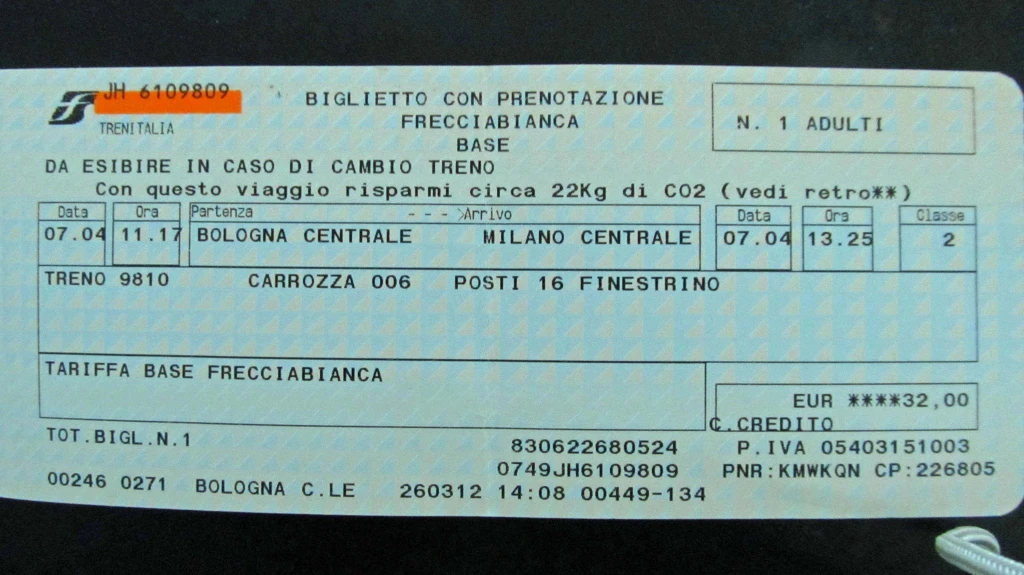 JH 6109809
TRENITALIA
BIGLIETTO CON PRENOTAZIONE
FRECCIABIANCA
BASE
N. 1 ADULTI
DA ESIBIRE IN CASO DI CAMBIO TRENO
Con questo viaggio risparmi circa 22Kg di CO2 (vedi retro**)
Data Ora Partenza - - - >Arrivo Data Ora Classe
07.04 11.17 BOLOGNA CENTRALE MILANO CENTRALE 07.04 13.25 2
TRENO 9810 CARROZZA 006 POSTI 16 FINESTRINO
TARIFFA BASE FRECCIABIANCA
EUR ****32,00
C.CREDITO
TOT.BIGL.N.1 830622680524 P.IVA 05403151003
0749JH6109809 PNR:KMWKQN CP:226805
00246 0271 BOLOGNA C.LE 260312 14:08 00449-134